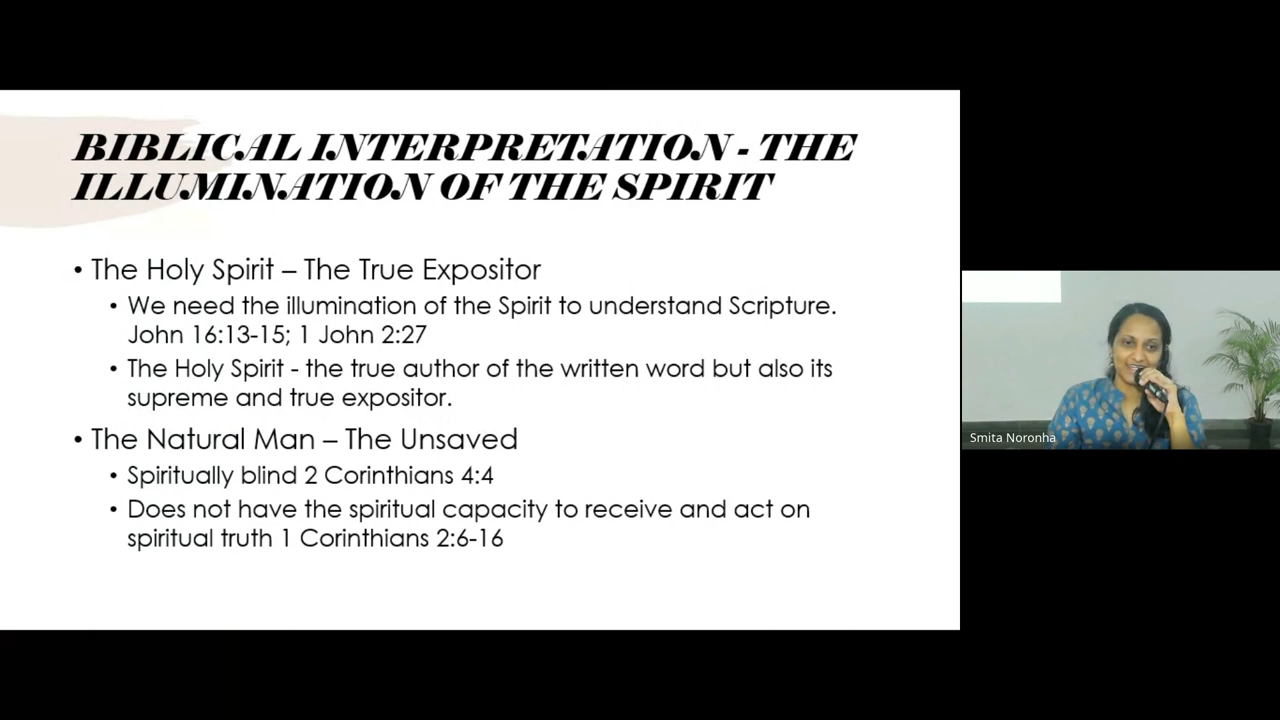 BIBLICAL INTERPRETATION - THE
ILLUMINATION OF THE SPIRIT
• The Holy Spirit – The True Expositor
• We need the illumination of the Spirit to understand Scripture.
John 16:13-15; 1 John 2:27
• The Holy Spirit - the true author of the written word but also its
supreme and true expositor.
• The Natural Man – The Unsaved
• Spiritually blind 2 Corinthians 4:4
• Does not have the spiritual capacity to receive and act on
spiritual truth 1 Corinthians 2:6-16
Smita Noronha